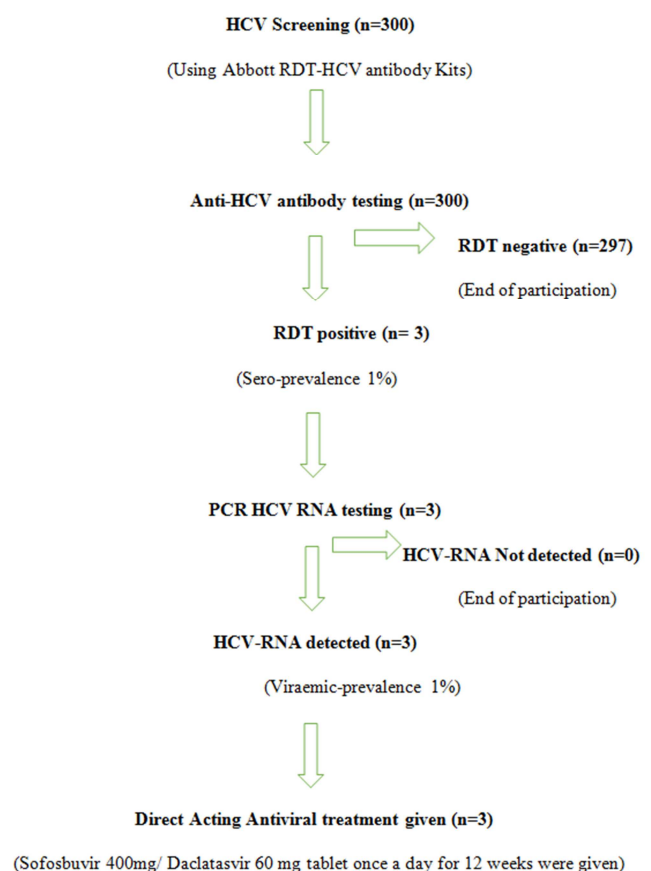 HCV Screening (n=300)
(Using Abbott RDT-HCV antibody Kits)
Anti-HCV antibody testing (n=300)
RDT negative (n=297)
(End of participation)
RDT positive (n= 3)
(Sero-prevalence 1%)
PCR HCV RNA testing (n=3)
HCV-RNA Not detected (n=0)
(End of participation)
HCV-RNA detected (n=3)
(Viraemic-prevalence 1%)
Direct Acting Antiviral treatment given (n=3)
(Sofosbuvir 400mg/ Daclatasvir 60 mg tablet once a day for 12 weeks were given)